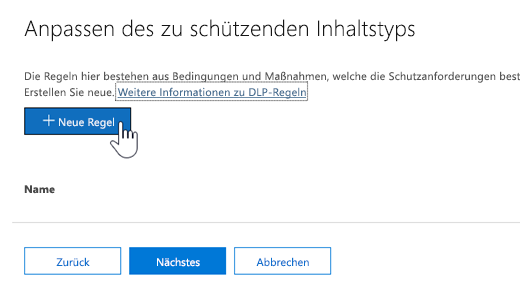 Anpassen des zu schützenden Inhaltstyps
Die Regeln hier bestehen aus Bedingungen und Maßnahmen, welche die Schutzanforderungen best
Erstellen Sie neue. Weitere Informationen zu DLP-Regeln
+ Neue Regel
Name
Zurück Nächstes Abbrechen